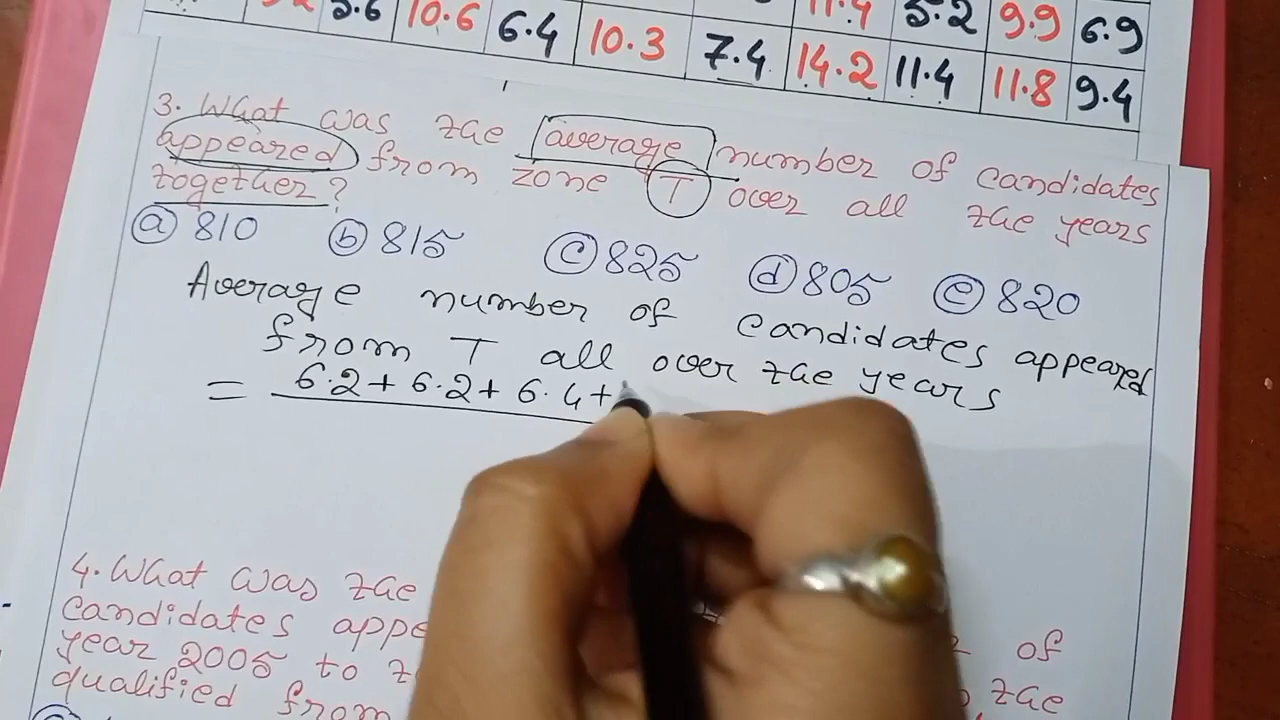 5.6 10.6 6.4 10.3 7.4 14.2 11.4 11.8 9.4
11.4 5.2 9.9 6.9
3. What was the average number of candidates
appeared from zone T over all the years
together?
a 810 b 815 c 825 d 805 e 820
Average number of candidates appeared
from T all over the years
= 6.2 + 6.2 + 6.4 +
4. What was the
candidates appe
of
year 2005 to
the
qualified from